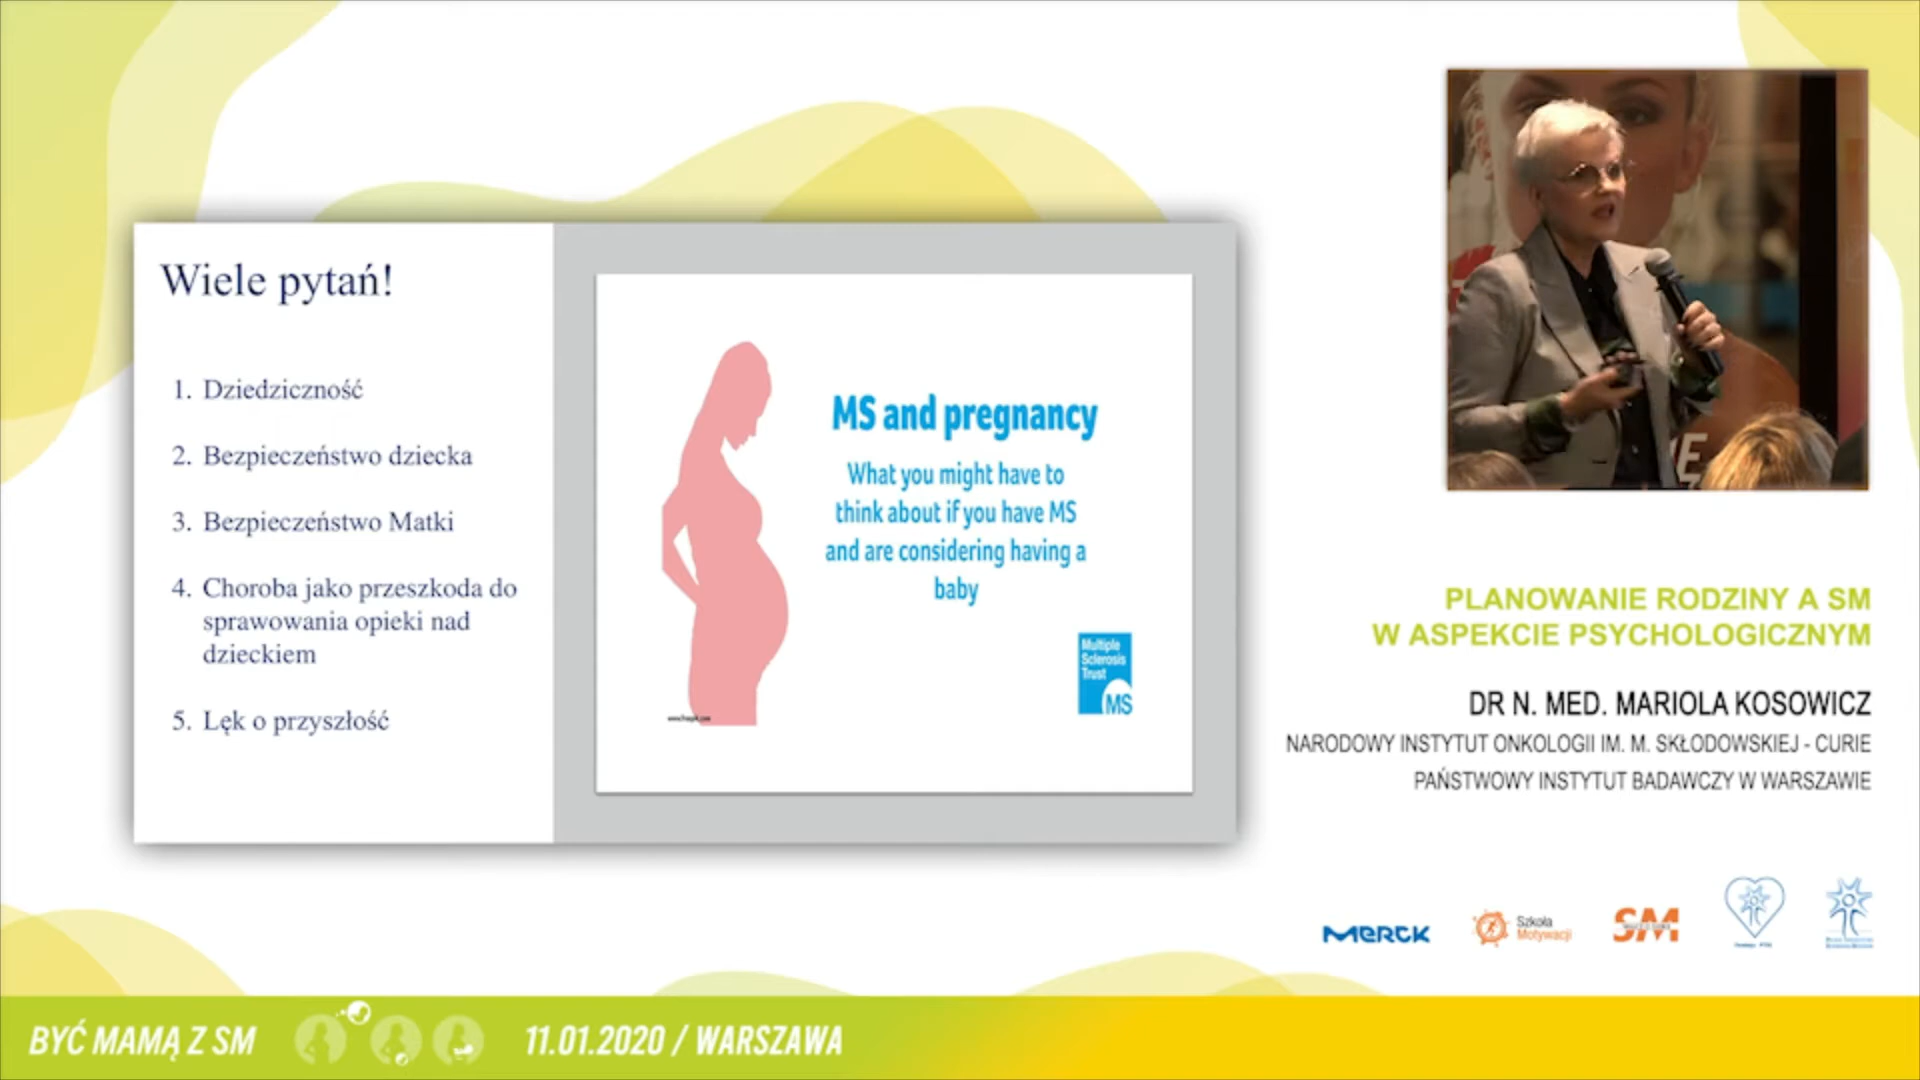 Wiele pytań!
1. Dziedziczność
2. Bezpieczeństwo dziecka
3. Bezpieczeństwo Matki
4. Choroba jako przeszkoda do
sprawowania opieki nad
dzieckiem
5. Lęk o przyszłość
MS and pregnancy
What you might have to
think about if you have MS
and are considering having a
baby
Multiple
Sclerosis
Trust
MS
www.freepik.com
PLANOWANIE RODZINY A SM
W ASPEKCIE PSYCHOLOGICZNYM
DR N. MED. MARIOLA KOSOWICZ
NARODOWY INSTYTUT ONKOLOGII IM. M. SKŁODOWSKIEJ - CURIE
PAŃSTWOWY INSTYTUT BADAWCZY W WARSZAWIE
MERCK
Szkoła
Motywacji
SM
BYĆ MAMĄ Z SM
11.01.2020 / WARSZAWA